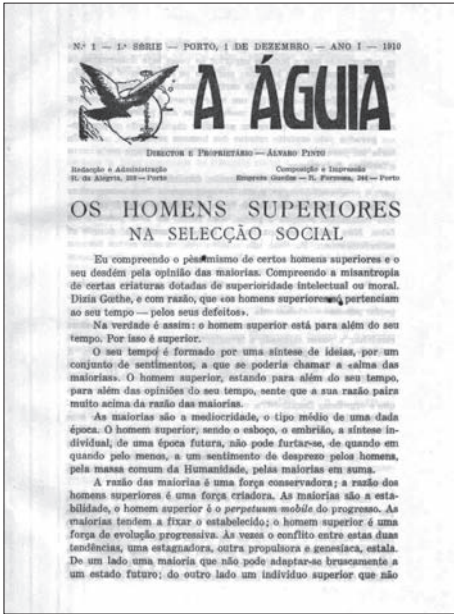 N.º 1 — 1.ª SÉRIE — PORTO, 1 DE DEZEMBRO — ANO I — 1910
A ÁGUIA
DIRECTOR E PROPRIETÁRIO — ÁLVARO PINTO
Redacção e Administração
R. da Alegria, — Porto
Composição e Impressão
Empresa Guedes — R. Formosa, 244 — Porto
OS HOMENS SUPERIORES
NA SELECÇÃO SOCIAL
Eu compreendo o pèssimismo de certos homens superiores e o
seu desdém pela opinião das maiorias. Compreendo a misantropia
de certas criaturas dotadas de superioridade intelectual ou moral.
Dizia Gœthe, e com razão, que «os homens superiores só pertenciam
ao seu tempo — pelos seus defeitos».
Na verdade é assim: o homem superior está para além do seu
tempo. Por isso é superior.
O seu tempo é formado por uma síntese de ideias, por um
conjunto de sentimentos, a que se poderia chamar a «alma das
maiorias». O homem superior, estando para além do seu tempo,
para além das opiniões do seu tempo, sente que a sua razão paira
muito acima da razão das maiorias.
As maiorias são a mediocridade, o tipo médio de uma dada
época. O homem superior, sendo o esboço, o embrião, a síntese in-
dividual, de uma época futura, não pode furtar-se, de quando em
quando pelo menos, a um sentimento de desprezo pelos homens,
pela massa comum da Humanidade, pelas maiorias em suma.
A razão das maiorias é uma força conservadora; a razão dos
homens superiores é uma força criadora. As maiorias são a esta-
bilidade, o homem superior é o perpetuum mobile do progresso. As
maiorias tendem a fixar o estabelecido; o homem superior é uma
força de evolução progressiva. Às vezes o conflito entre estas duas
tendências, uma estagnadora, outra propulsora e genesíaca, estala.
De um lado uma maioria que não pode adaptar-se bruscamente a
um estado futuro; do outro lado um indivíduo superior que não